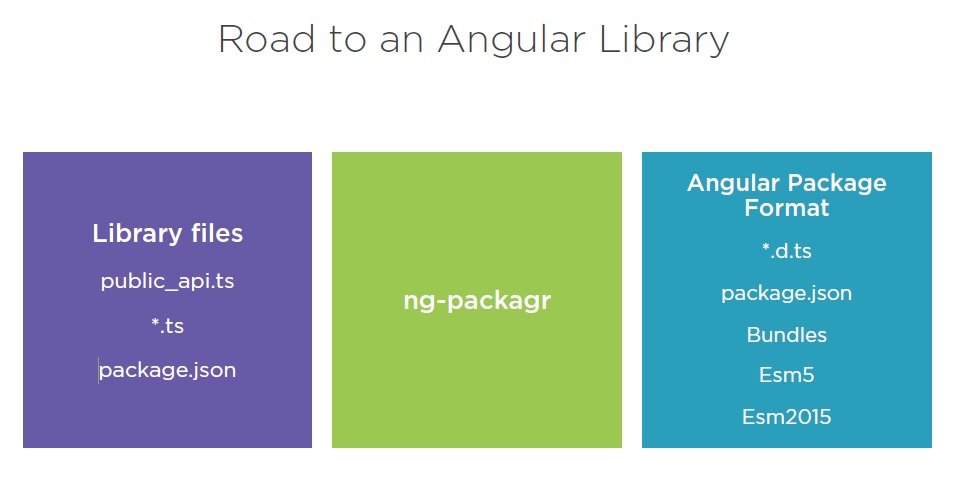 Road to an Angular Library
Library files
public_api.ts
*.ts
package.json
ng-packagr
Angular Package
Format
*.d.ts
package.json
Bundles
Esm5
Esm2015